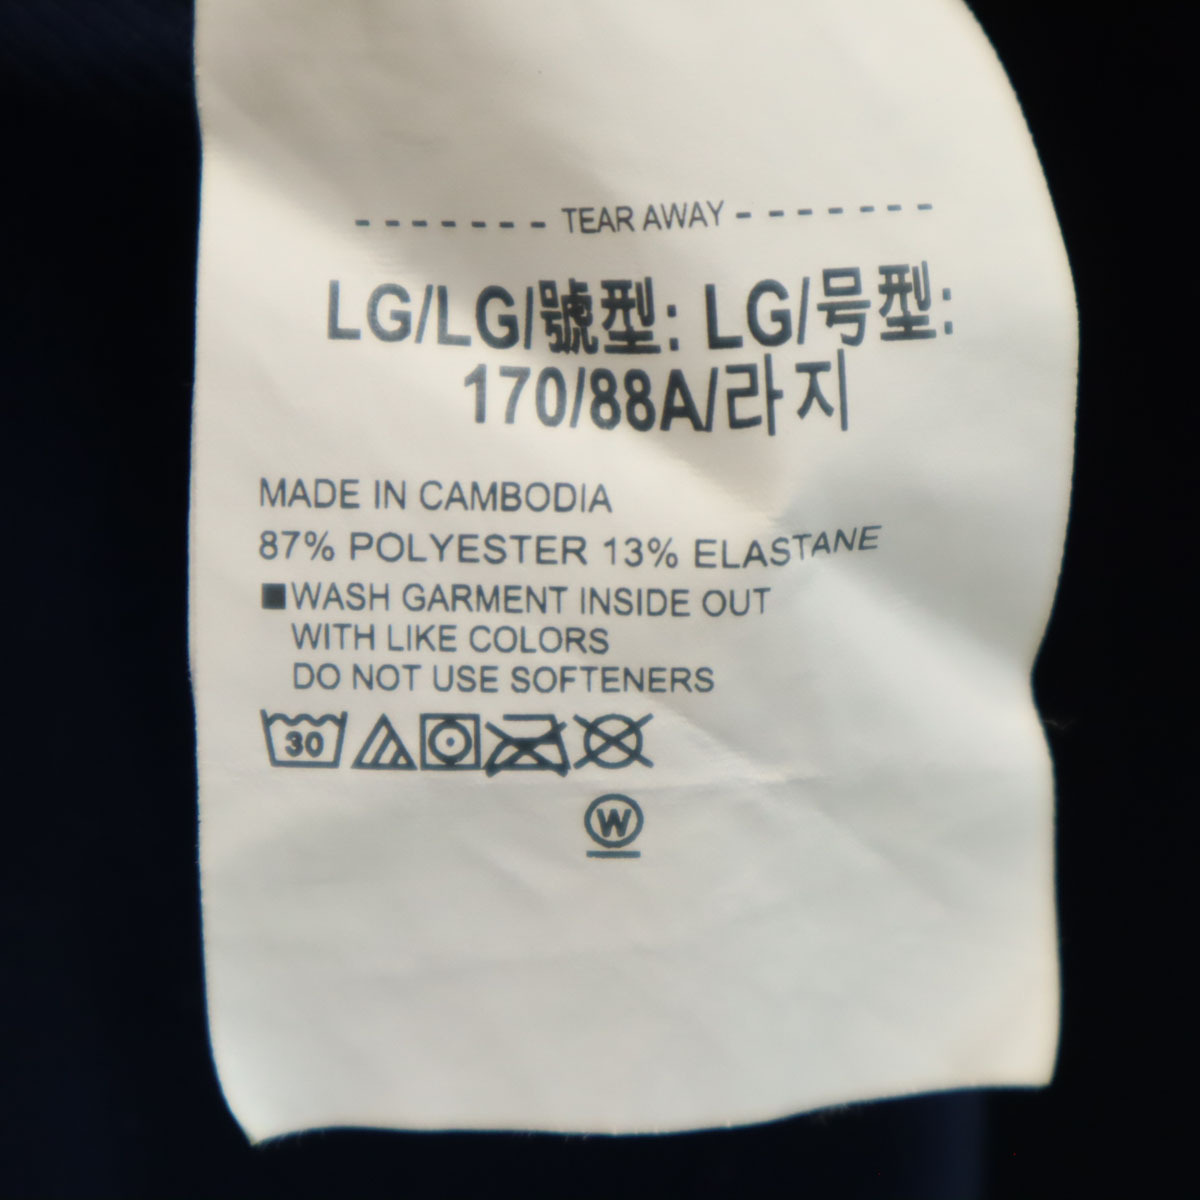 - - - - - - - TEAR AWAY - - - - - - -
LG/LG/號型: LG/号型:
170/88A/라지
MADE IN CAMBODIA
87% POLYESTER 13% ELASTANE
■WASH GARMENT INSIDE OUT
WITH LIKE COLORS
DO NOT USE SOFTENERS
30
W